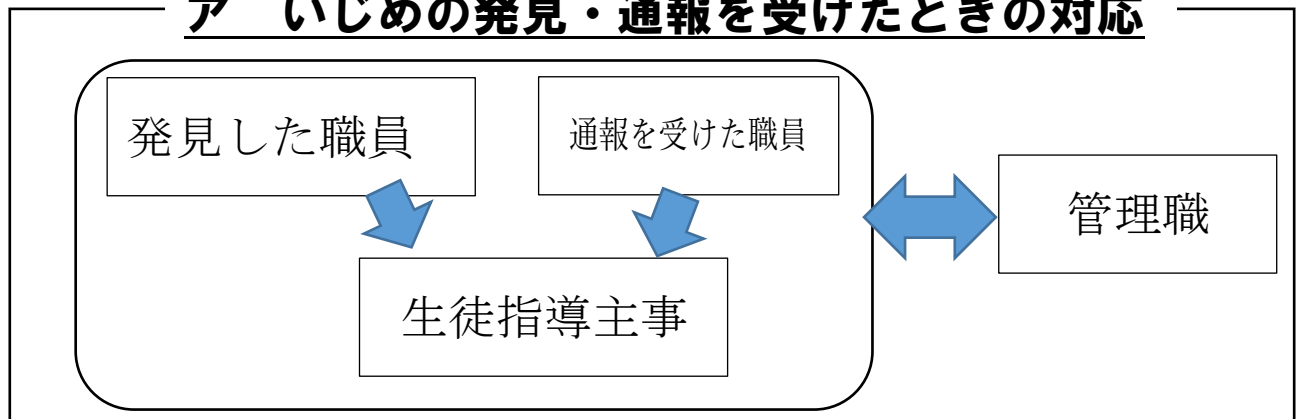 ア　いじめの発見・通報を受けたときの対応
発見した職員
通報を受けた職員
管理職
生徒指導主事